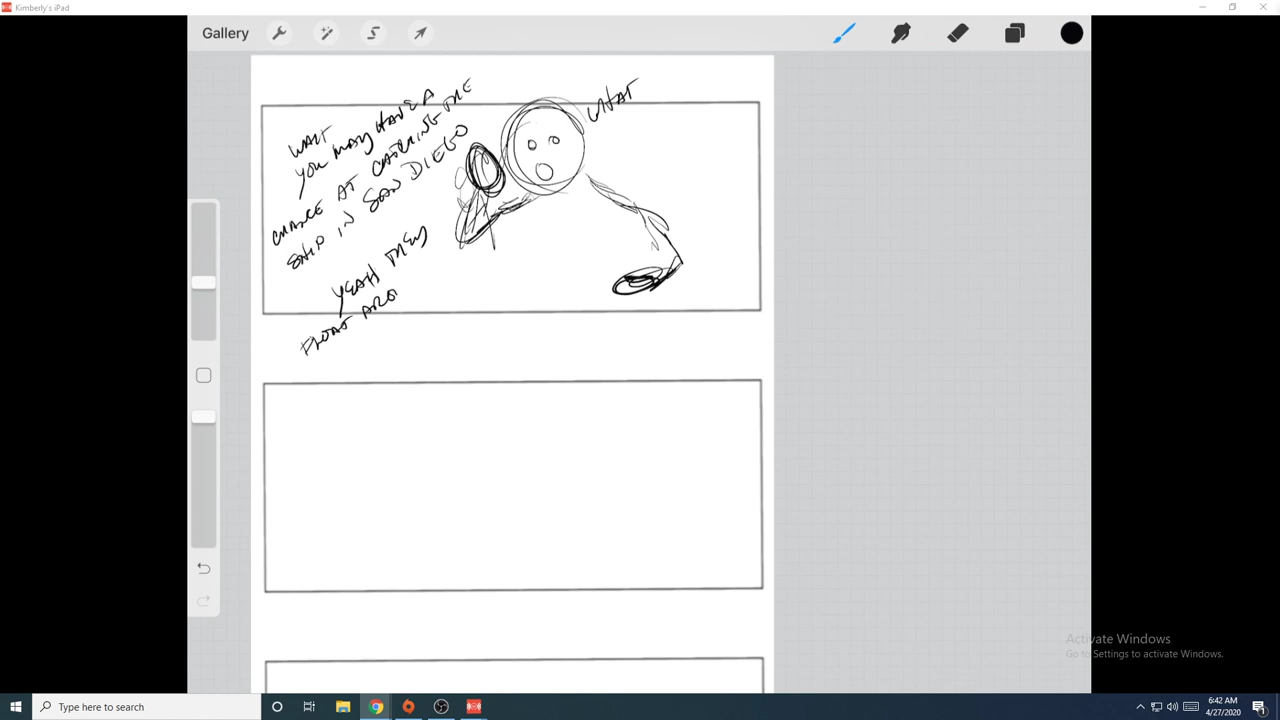 Kimberly's iPad
Gallery
WAIT
YOU MAY HAVE A
CHANCE AT CATCHING THE
SHIP IN SAN DIEGO
WHAT
YEAH THEY
FLOAT ARO
Activate Windows
Go to Settings to activate Windows.
Type here to search
6:42 AM
4/27/2020